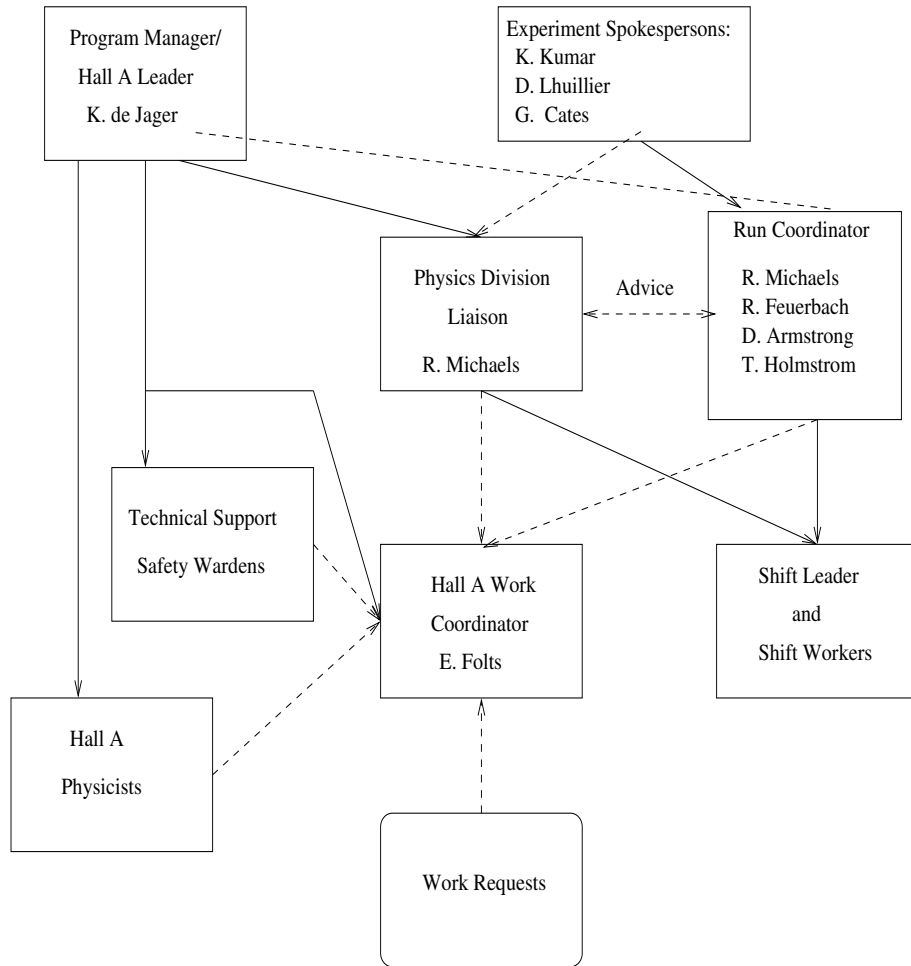 Program Manager/
Hall A Leader
K. de Jager
Experiment Spokespersons:
K. Kumar
D. Lhuillier
G. Cates
Run Coordinator
R. Michaels
R. Feuerbach
D. Armstrong
T. Holmstrom
Physics Division
Liaison
R. Michaels
Advice
Technical Support
Safety Wardens
Hall A Work
Coordinator
E. Folts
Shift Leader
and
Shift Workers
Hall A
Physicists
Work Requests